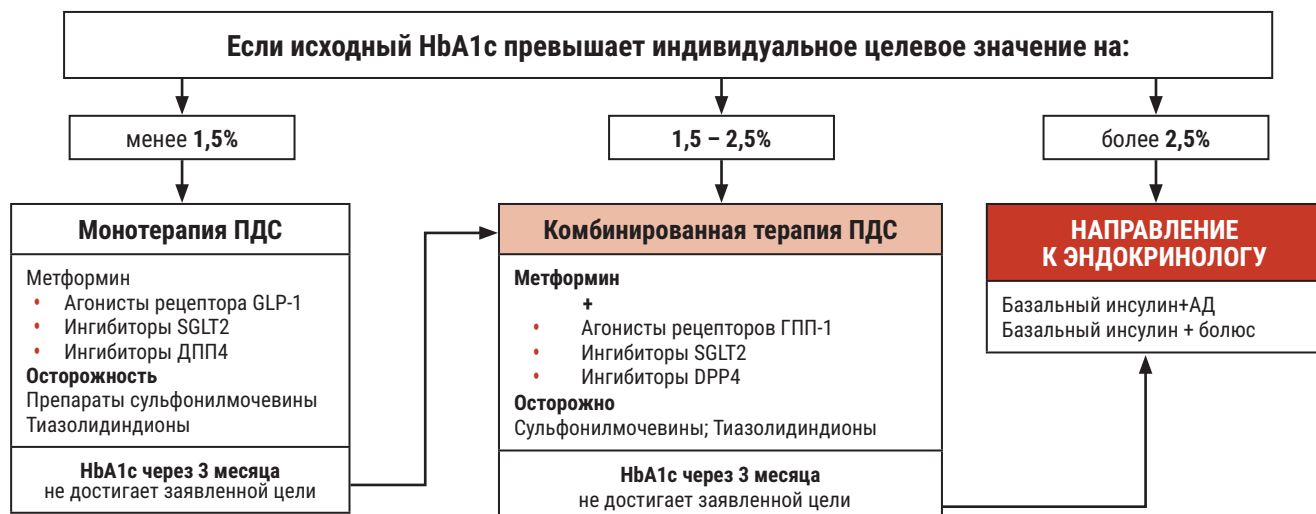 Если исходный HbA1c превышает индивидуальное целевое значение на:
менее 1,5%
1,5 – 2,5%
более 2,5%
Монотерапия ПДС
Метформин
• Агонисты рецептора GLP-1
• Ингибиторы SGLT2
• Ингибиторы ДПП4
Осторожность
Препараты сульфонилмочевины
Тиазолидиндионы
HbA1c через 3 месяца
не достигает заявленной цели
Комбинированная терапия ПДС
Метформин
+
• Агонисты рецепторов ГПП-1
• Ингибиторы SGLT2
• Ингибиторы DPP4
Осторожно
Сульфонилмочевины; Тиазолидиндионы
HbA1c через 3 месяца
не достигает заявленной цели
НАПРАВЛЕНИЕ
К ЭНДОКРИНОЛОГУ
Базальный инсулин+АД
Базальный инсулин + болюс